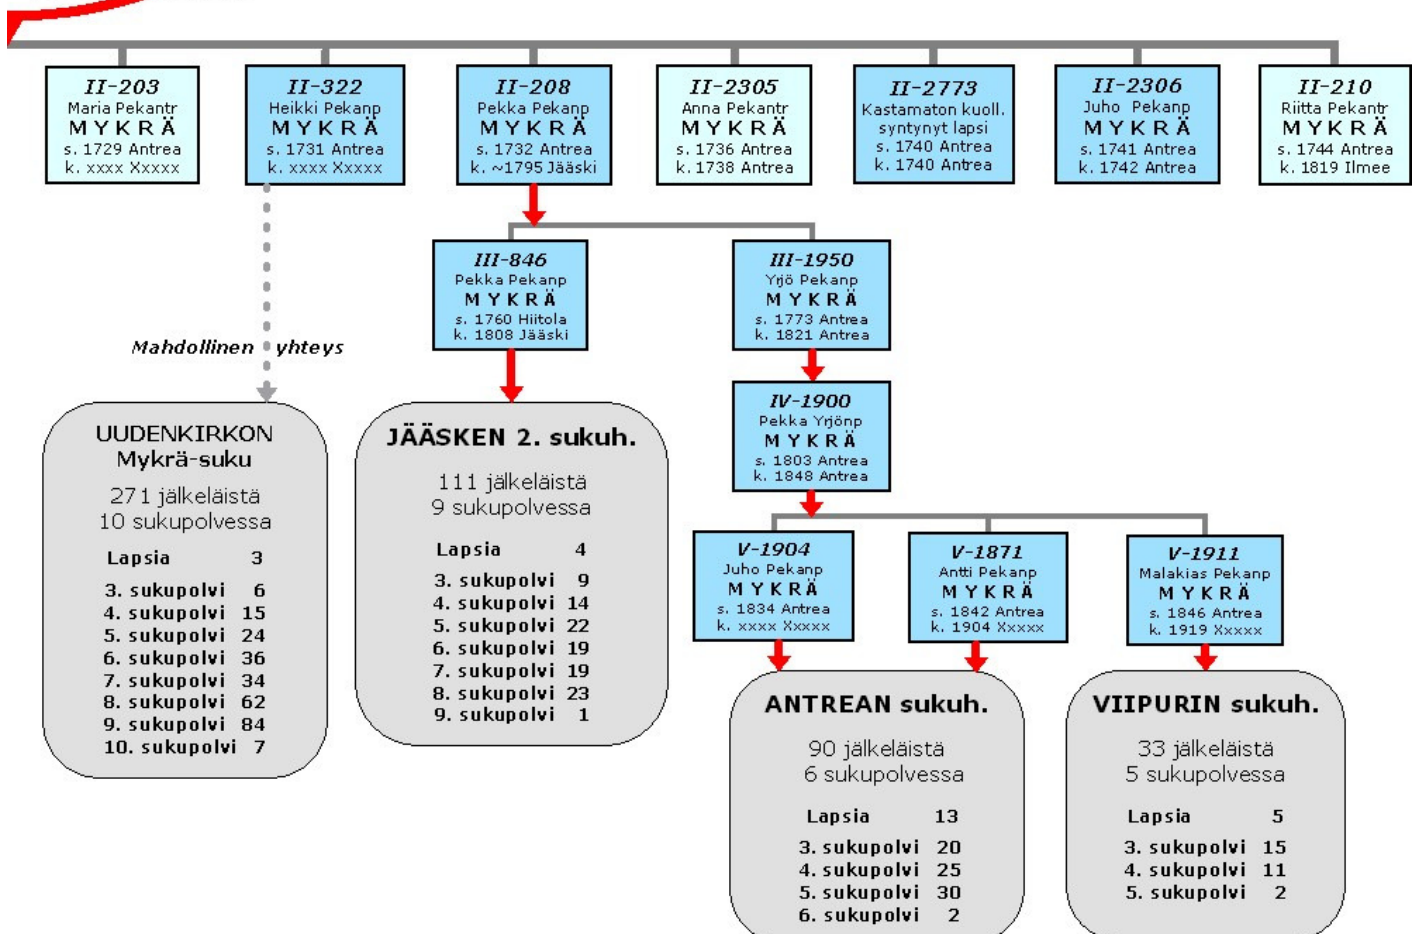 II-203
Maria Pekantr
MYKRÄ
s. 1729 Antrea
k. xxxx Xxxxx
II-322
Heikki Pekanp
MYKRÄ
s. 1731 Antrea
k. xxxx Xxxxx
II-208
Pekka Pekanp
MYKRÄ
s. 1732 Antrea
k. ~1795 Jääski
II-2305
Anna Pekantr
MYKRÄ
s. 1736 Antrea
k. 1738 Antrea
II-2773
Kastamaton kuoll.
syntynyt lapsi
s. 1740 Antrea
k. 1740 Antrea
II-2306
Juho Pekanp
MYKRÄ
s. 1741 Antrea
k. 1742 Antrea
II-210
Riitta Pekantr
MYKRÄ
s. 1744 Antrea
k. 1819 Ilmee
III-846
Pekka Pekanp
MYKRÄ
s. 1760 Hiitola
k. 1808 Jääski
III-1950
Yrjö Pekanp
MYKRÄ
s. 1773 Antrea
k. 1821 Antrea
Mahdollinen yhteys
IV-1900
Pekka Yrjönp
MYKRÄ
s. 1803 Antrea
k. 1848 Antrea
V-1904
Juho Pekanp
MYKRÄ
s. 1834 Antrea
k. xxxx Xxxxx
V-1871
Antti Pekanp
MYKRÄ
s. 1842 Antrea
k. 1904 Xxxxx
V-1911
Malakias Pekanp
MYKRÄ
s. 1846 Antrea
k. 1919 Xxxxx
UUDENKIRKON
Mykrä-suku
271 jälkeläistä
10 sukupolvessa
Lapsia 3
3. sukupolvi 6
4. sukupolvi 15
5. sukupolvi 24
6. sukupolvi 36
7. sukupolvi 34
8. sukupolvi 62
9. sukupolvi 84
10. sukupolvi 7
JÄÄSKEN 2. sukuh.
111 jälkeläistä
9 sukupolvessa
Lapsia 4
3. sukupolvi 9
4. sukupolvi 14
5. sukupolvi 22
6. sukupolvi 19
7. sukupolvi 19
8. sukupolvi 23
9. sukupolvi 1
ANTREAN sukuh.
90 jälkeläistä
6 sukupolvessa
Lapsia 13
3. sukupolvi 20
4. sukupolvi 25
5. sukupolvi 30
6. sukupolvi 2
VIIPURIN sukuh.
33 jälkeläistä
5 sukupolvessa
Lapsia 5
3. sukupolvi 15
4. sukupolvi 11
5. sukupolvi 2